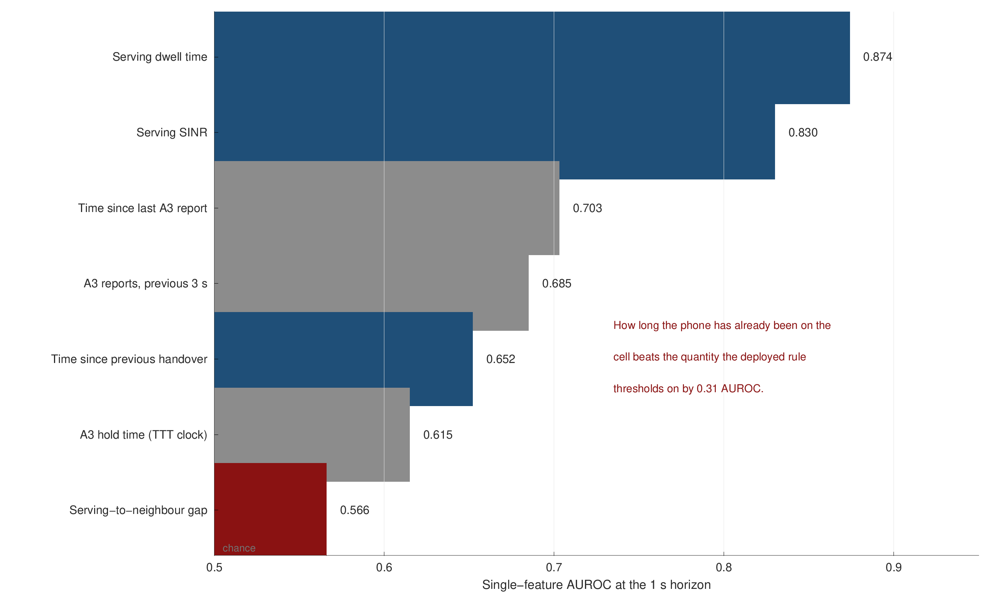 Serving dwell time
0.874
Serving SINR
0.830
Time since last A3 report
0.703
A3 reports, previous 3 s
0.685
Time since previous handover
0.652
How long the phone has already been on the
cell beats the quantity the deployed rule
thresholds on by 0.31 AUROC.
A3 hold time (TTT clock)
0.615
Serving−to−neighbour gap
0.566
chance
0.5
0.6
0.7
0.8
0.9
Single−feature AUROC at the 1 s horizon